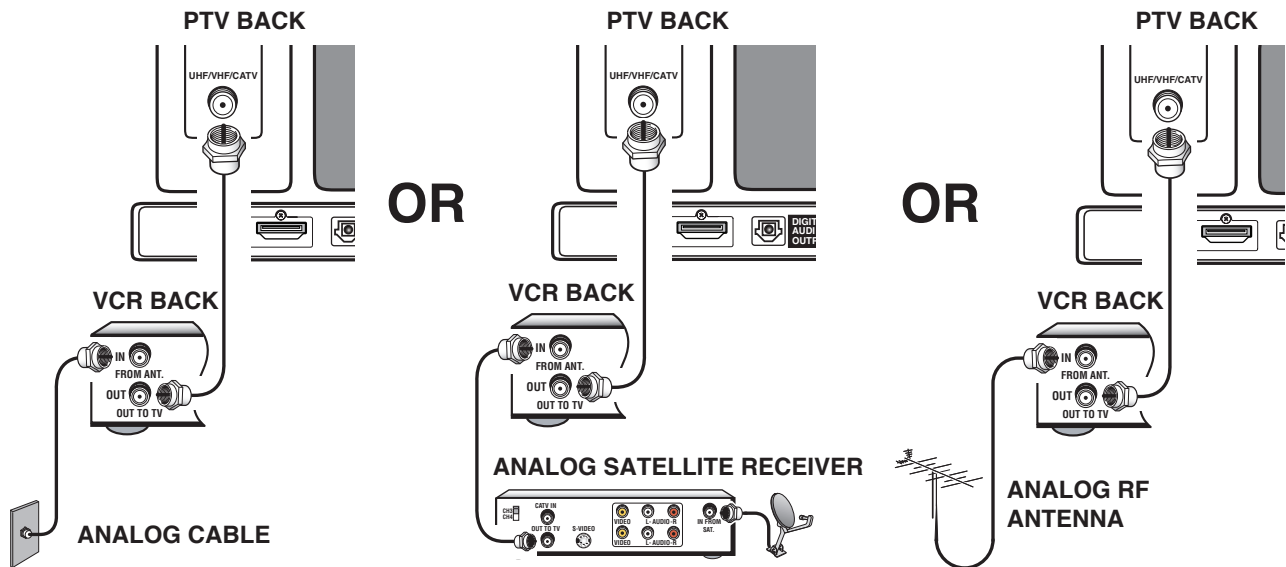 PTV BACK
UHF/VHF/CATV
OR
VCR BACK
IN
FROM ANT.
OUT
OUT TO TV
ANALOG CABLE
PTV BACK
UHF/VHF/CATV
DIGIT
AUDI
OUTP
OR
VCR BACK
IN
FROM ANT.
OUT
OUT TO TV
ANALOG SATELLITE RECEIVER
CH3
CH4
CATV IN
OUT TO TV
S-VIDEO
VIDEO
L- AUDIO -R
VIDEO
L- AUDIO -R
IN FROM
SAT.
PTV BACK
UHF/VHF/CATV
VCR BACK
IN
FROM ANT.
OUT
OUT TO TV
ANALOG RF
ANTENNA